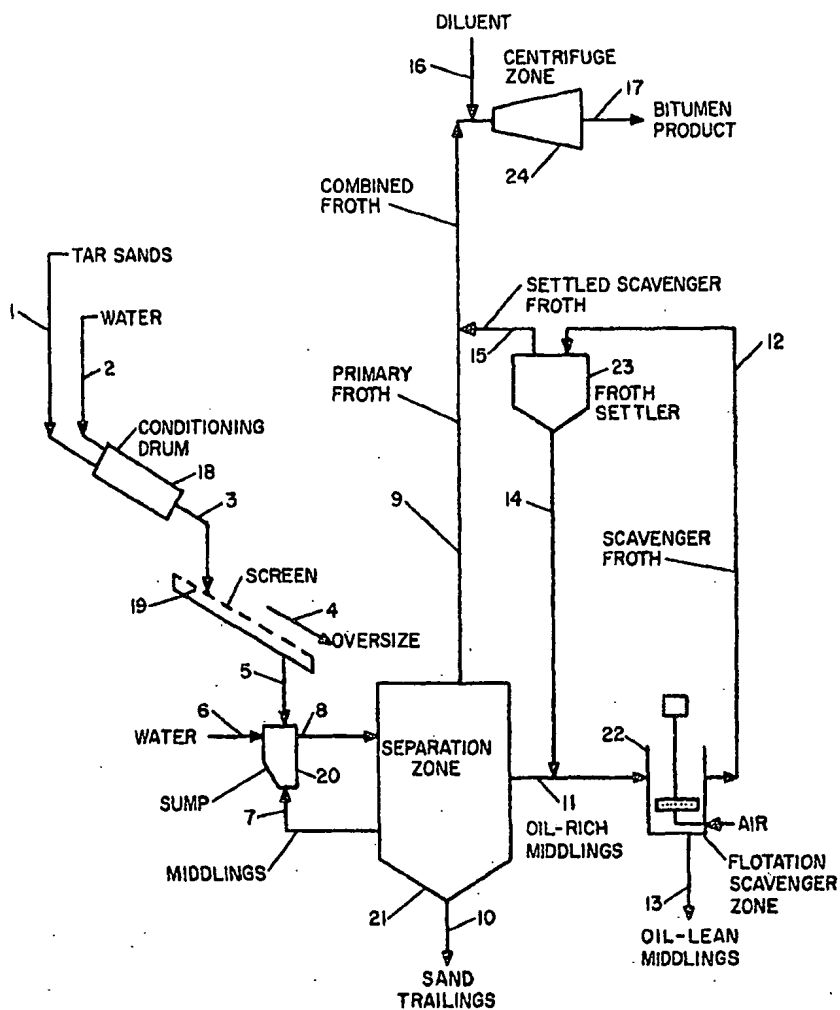 DILUENT
16
CENTRIFUGE
ZONE
17
BITUMEN
PRODUCT
24
COMBINED
FROTH
TAR SANDS
1
WATER
2
SETTLED SCAVENGER
FROTH
15
12
23
FROTH
SETTLER
PRIMARY
FROTH
CONDITIONING
DRUM
18
3
9
14
SCAVENGER
FROTH
SCREEN
19
4
OVERSIZE
5
6
8
WATER
SEPARATION
ZONE
22
20
SUMP
7
11
OIL-RICH
MIDDLINGS
AIR
MIDDLINGS
FLOTATION
SCAVENGER
ZONE
21
10
13
OIL-LEAN
MIDDLINGS
SAND
TRAILINGS